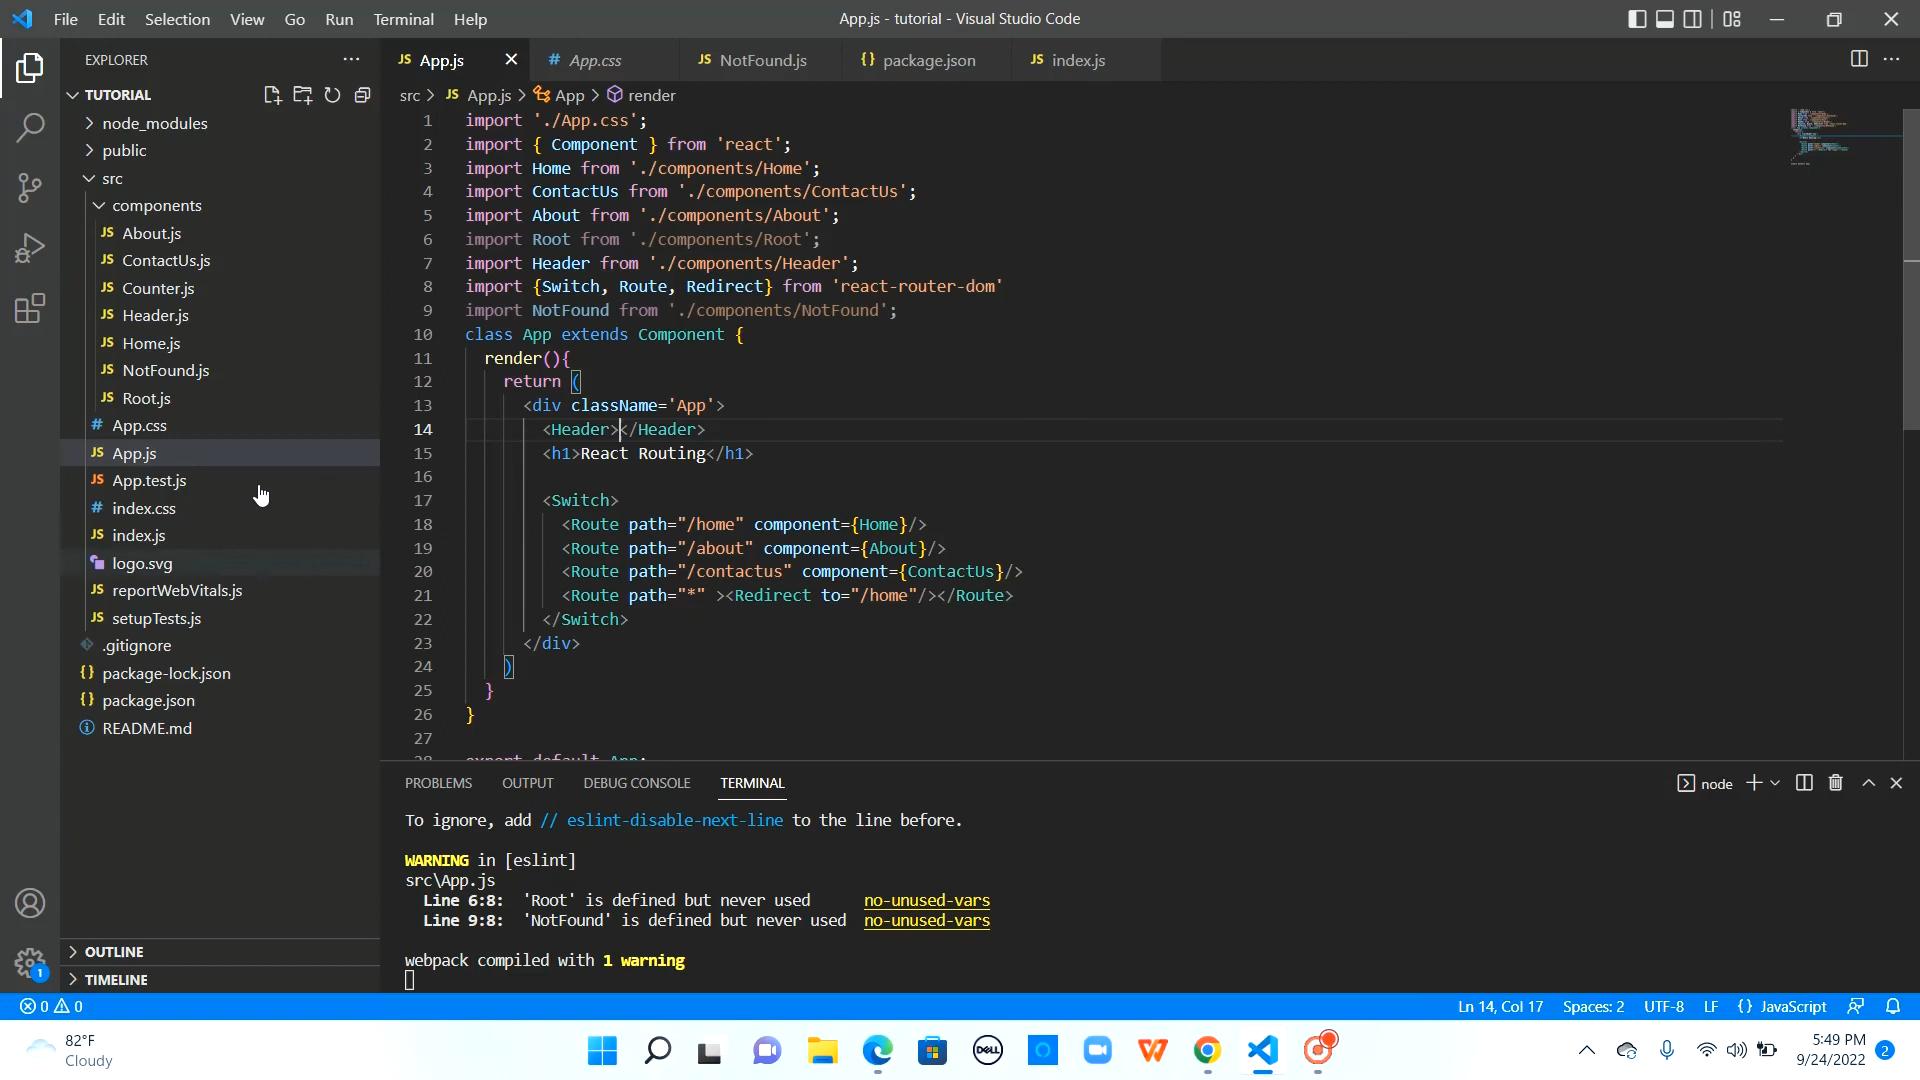 File Edit Selection View Go Run Terminal Help
App.js - tutorial - Visual Studio Code
EXPLORER
TUTORIAL
node_modules
public
src
components
JS About.js
JS ContactUs.js
JS Counter.js
JS Header.js
JS Home.js
JS NotFound.js
JS Root.js
# App.css
JS App.js
JS App.test.js
# index.css
JS index.js
logo.svg
JS reportWebVitals.js
JS setupTests.js
.gitignore
{} package-lock.json
{} package.json
README.md
OUTLINE
TIMELINE
JS App.js # App.css JS NotFound.js {} package.json JS index.js
src > JS App.js > App > render
1 import './App.css';
2 import { Component } from 'react';
3 import Home from './components/Home';
4 import ContactUs from './components/ContactUs';
5 import About from './components/About';
6 import Root from './components/Root';
7 import Header from './components/Header';
8 import {Switch, Route, Redirect} from 'react-router-dom'
9 import NotFound from './components/NotFound';
10 class App extends Component {
11 render(){
12 return (
13 <div className='App'>
14 <Header></Header>
15 <h1>React Routing</h1>
16
17 <Switch>
18 <Route path="/home" component={Home}/>
19 <Route path="/about" component={About}/>
20 <Route path="/contactus" component={ContactUs}/>
21 <Route path="*" ><Redirect to="/home"/></Route>
22 </Switch>
23 </div>
24 )
25 }
26 }
27
28 export default App;
PROBLEMS OUTPUT DEBUG CONSOLE TERMINAL
node
To ignore, add // eslint-disable-next-line to the line before.
WARNING in [eslint]
src\App.js
Line 6:8: 'Root' is defined but never used no-unused-vars
Line 9:8: 'NotFound' is defined but never used no-unused-vars
webpack compiled with 1 warning
1
0 0
Ln 14, Col 17 Spaces: 2 UTF-8 LF {} JavaScript
82°F
Cloudy
DELL
5:49 PM
9/24/2022
2